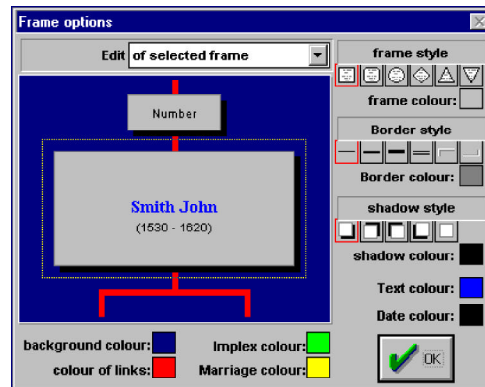 Frame options
Edit of selected frame
Number
Smith John
(1530 - 1620)
background colour:
Implex colour:
colour of links:
Marriage colour:
frame style
frame colour:
Border style
Border colour:
shadow style
shadow colour:
Text colour:
Date colour:
OK